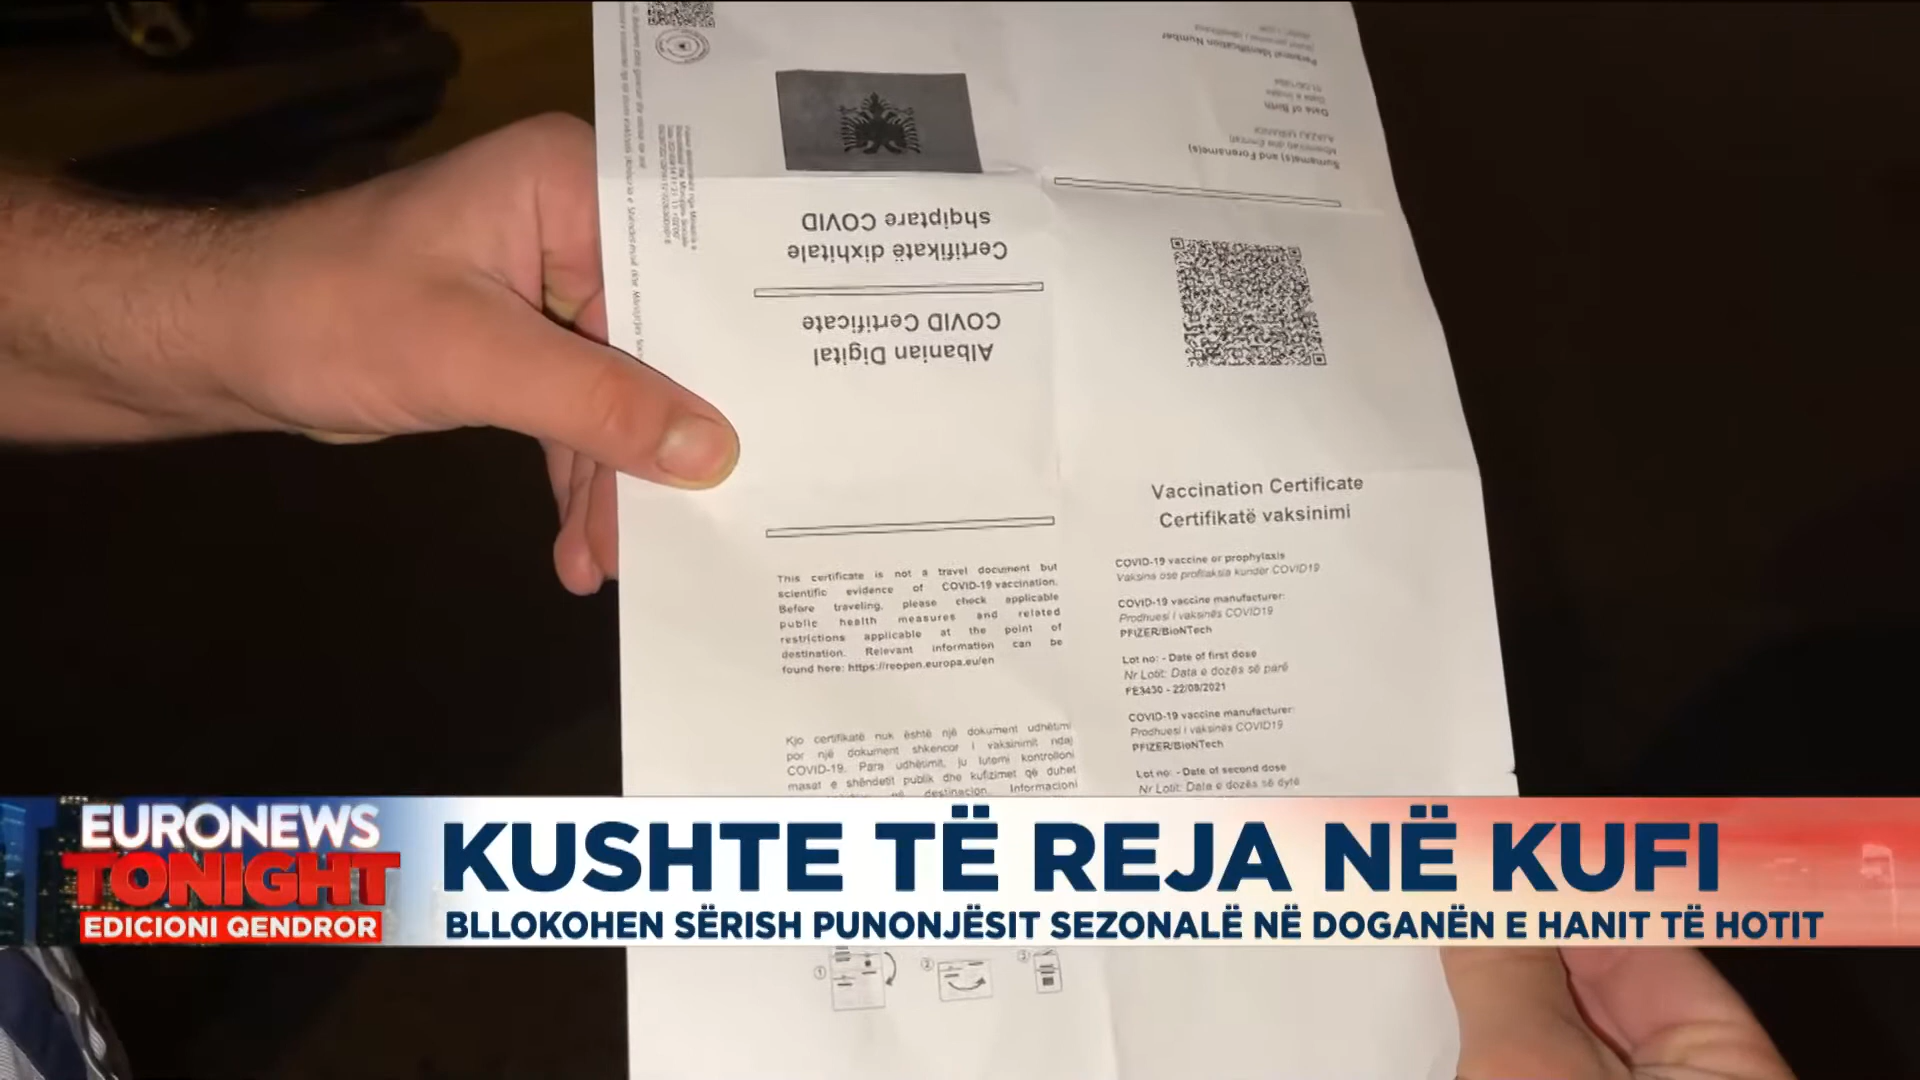 Certifikatë dixhitale
shqiptare COVID
Albanian Digital
COVID Certificate
This certificate is not a travel document but
scientific evidence of COVID-19 vaccination.
Before traveling, please check applicable
public health measures and related
restrictions applicable at the point of
destination. Relevant information can be
found here: https://reopen.europa.eu/en
Kjo certifikatë nuk është një dokument udhëtimi
por një dokument shkencor i vaksinimit ndaj
COVID-19. Para udhëtimit, ju lutemi kontrolloni
masat e shëndetit publik dhe kufizimet që duhet
në destinacion. Informacioni
Personal Identification Number
Date of Birth
Surname(s) and Forename(s)
Vaccination Certificate
Certifikatë vaksinimi
COVID-19 vaccine or prophylaxis
Vaksina ose profilaksia kundër COVID19
COVID-19 vaccine manufacturer:
Prodhuesi i vaksinës COVID19
PFIZER/BioNTech
Lot no: - Date of first dose
Nr Lotit: Data e dozës së parë
FE3430 - 22/08/2021
COVID-19 vaccine manufacturer:
Prodhuesi i vaksinës COVID19
PFIZER/BioNTech
Lot no: - Date of second dose
Nr Lotit: Data e dozës së dytë
EURONEWS
TONIGHT
EDICIONI QENDROR
KUSHTE TË REJA NË KUFI
BLLOKOHEN SËRISH PUNONJËSIT SEZONALË NË DOGANËN E HANIT TË HOTIT